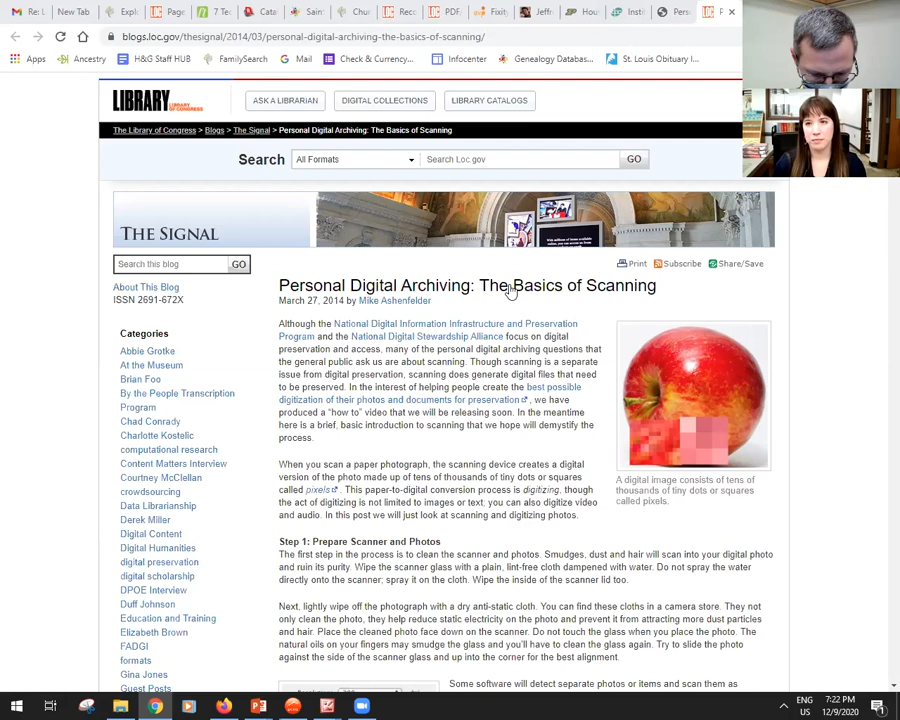 Re: L
New Tab
Explo
Page
7 Te
Cata
Sain
Chur
Reco
PDF
Fixity
Jeffr
Hou
Insti
Pers
P
blogs.loc.gov/thesignal/2014/03/personal-digital-archiving-the-basics-of-scanning/
Apps
Ancestry
H&G Staff HUB
FamilySearch
Mail
Check & Currency...
Infocenter
Genealogy Databas...
St. Louis Obituary I...
LIBRARY
LIBRARY OF CONGRESS
ASK A LIBRARIAN
DIGITAL COLLECTIONS
LIBRARY CATALOGS
The Library of Congress > Blogs > The Signal > Personal Digital Archiving: The Basics of Scanning
Search
All Formats
Search Loc.gov
GO
THE SIGNAL
Search this blog
GO
Print
Subscribe
Share/Save
About This Blog
ISSN 2691-672X
Categories
Abbie Grotke
At the Museum
Brian Foo
By the People Transcription
Program
Chad Conrady
Charlotte Kostelic
computational research
Content Matters Interview
Courtney McClellan
crowdsourcing
Data Librarianship
Derek Miller
Digital Content
Digital Humanities
digital preservation
digital scholarship
DPOE Interview
Duff Johnson
Education and Training
Elizabeth Brown
FADGI
formats
Gina Jones
Guest Posts
Personal Digital Archiving: The Basics of Scanning
March 27, 2014 by Mike Ashenfelder
Although the National Digital Information Infrastructure and Preservation
Program and the National Digital Stewardship Alliance focus on digital
preservation and access, many of the personal digital archiving questions that
the general public ask us are about scanning. Though scanning is a separate
issue from digital preservation, scanning does generate digital files that need
to be preserved. In the interest of helping people create the best possible
digitization of their photos and documents for preservation, we have
produced a “how to” video that we will be releasing soon. In the meantime
here is a brief, basic introduction to scanning that we hope will demystify the
process.
A digital image consists of tens of
thousands of tiny dots or squares
called pixels.
When you scan a paper photograph, the scanning device creates a digital
version of the photo made up of tens of thousands of tiny dots or squares
called pixels. This paper-to-digital conversion process is digitizing, though
the act of digitizing is not limited to images or text; you can also digitize video
and audio. In this post we will just look at scanning and digitizing photos.
Step 1: Prepare Scanner and Photos
The first step in the process is to clean the scanner and photos. Smudges, dust and hair will scan into your digital photo
and ruin its purity. Wipe the scanner glass with a plain, lint-free cloth dampened with water. Do not spray the water
directly onto the scanner; spray it on the cloth. Wipe the inside of the scanner lid too.
Next, lightly wipe off the photograph with a dry anti-static cloth. You can find these cloths in a camera store. They not
only clean the photo, they help reduce static electricity on the photo and prevent it from attracting more dust particles
and hair. Place the cleaned photo face down on the scanner. Do not touch the glass when you place the photo. The
natural oils on your fingers may smudge the glass and you'll have to clean the glass again. Try to slide the photo
against the side of the scanner glass and up into the corner for the best alignment.
Some software will detect separate photos or items and scan them as
ENG
US
7:22 PM
12/9/2020